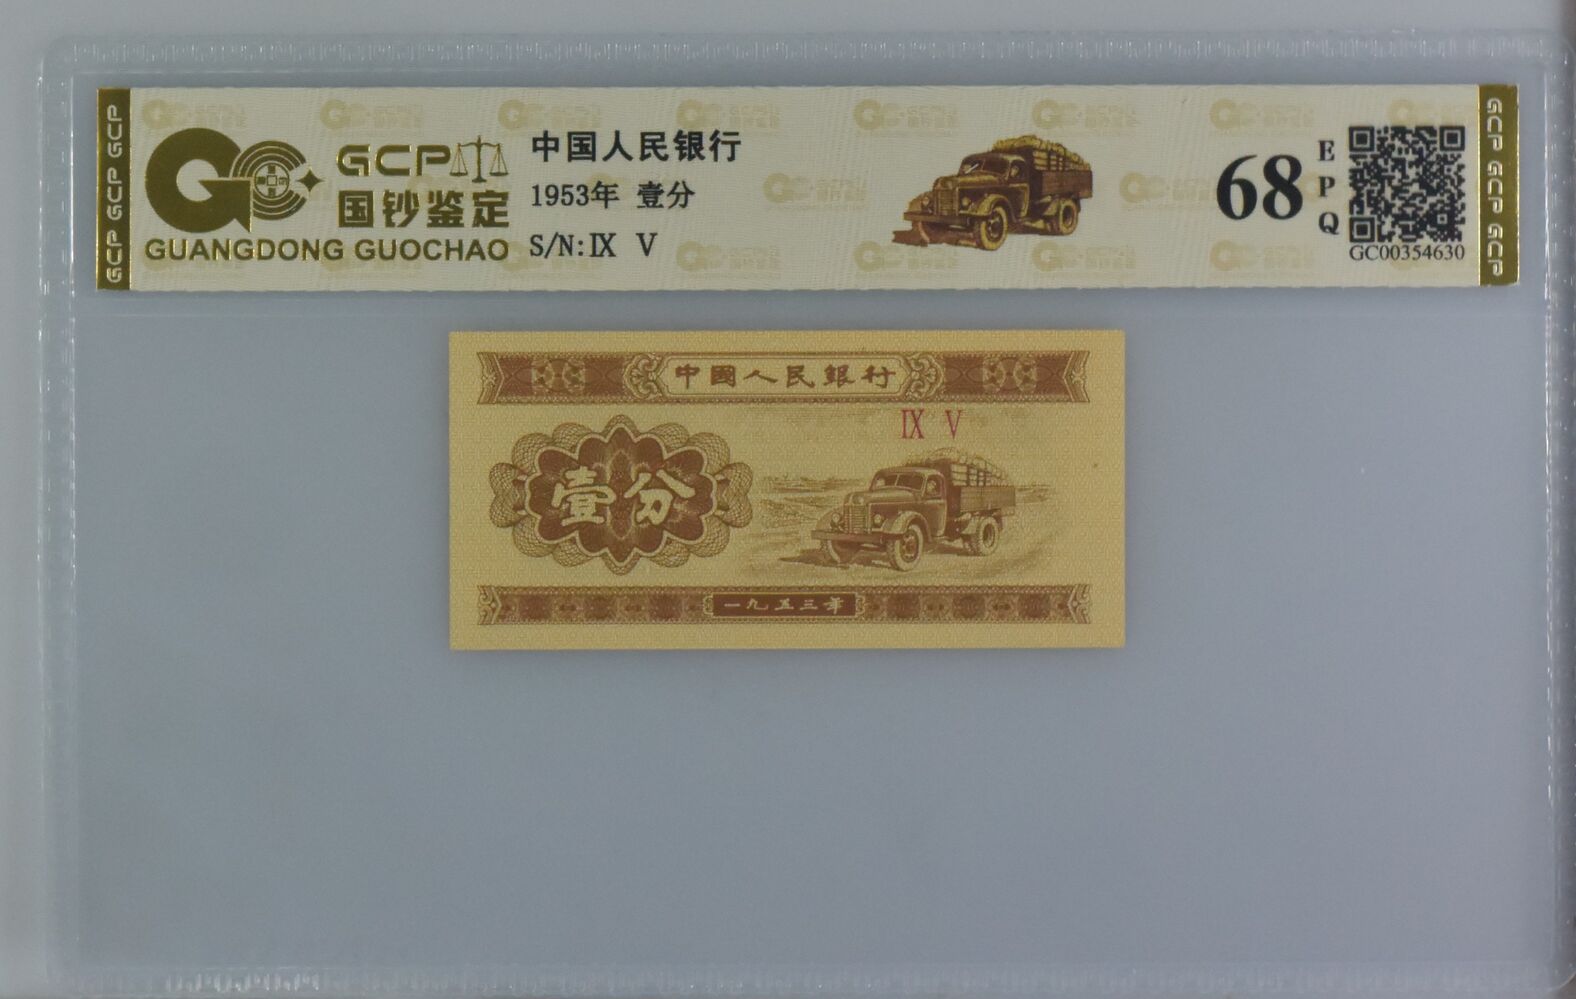 GCP GCP GCP
GCP
国钞鉴定
GUANGDONG GUOCHAO
中国人民银行
1953年 壹分
S/N:Ⅸ Ⅴ
68
E
P
Q
GC00354630
GCP GCP GCP
中國人民銀行
Ⅸ Ⅴ
壹分
一九五三年